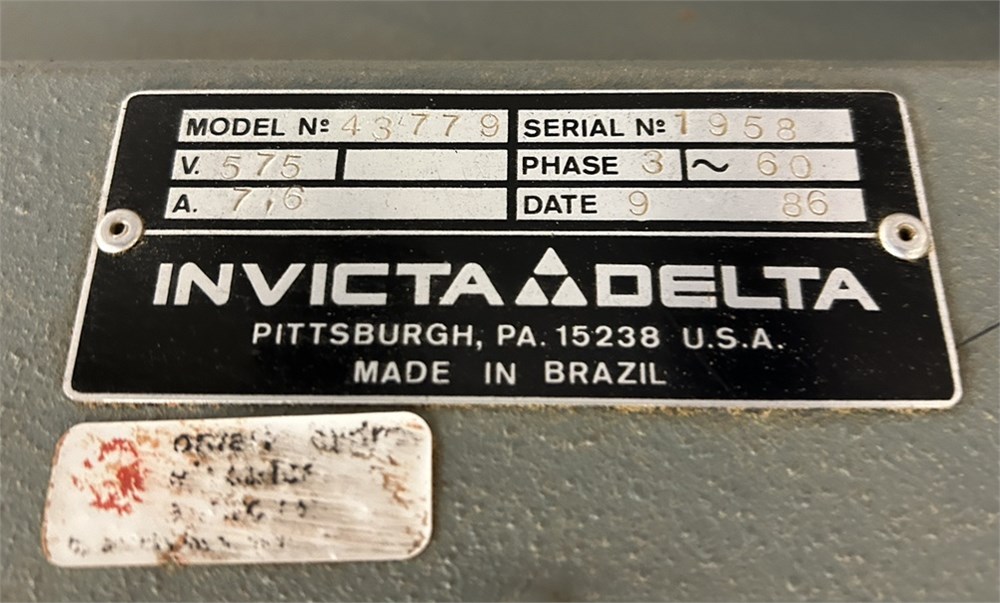 MODEL Nº 43779 SERIAL Nº 1958
V. 575 PHASE 3 ~ 60
A. 7,6 DATE 9 86
INVICTA DELTA
PITTSBURGH, PA. 15238 U.S.A.
MADE IN BRAZIL